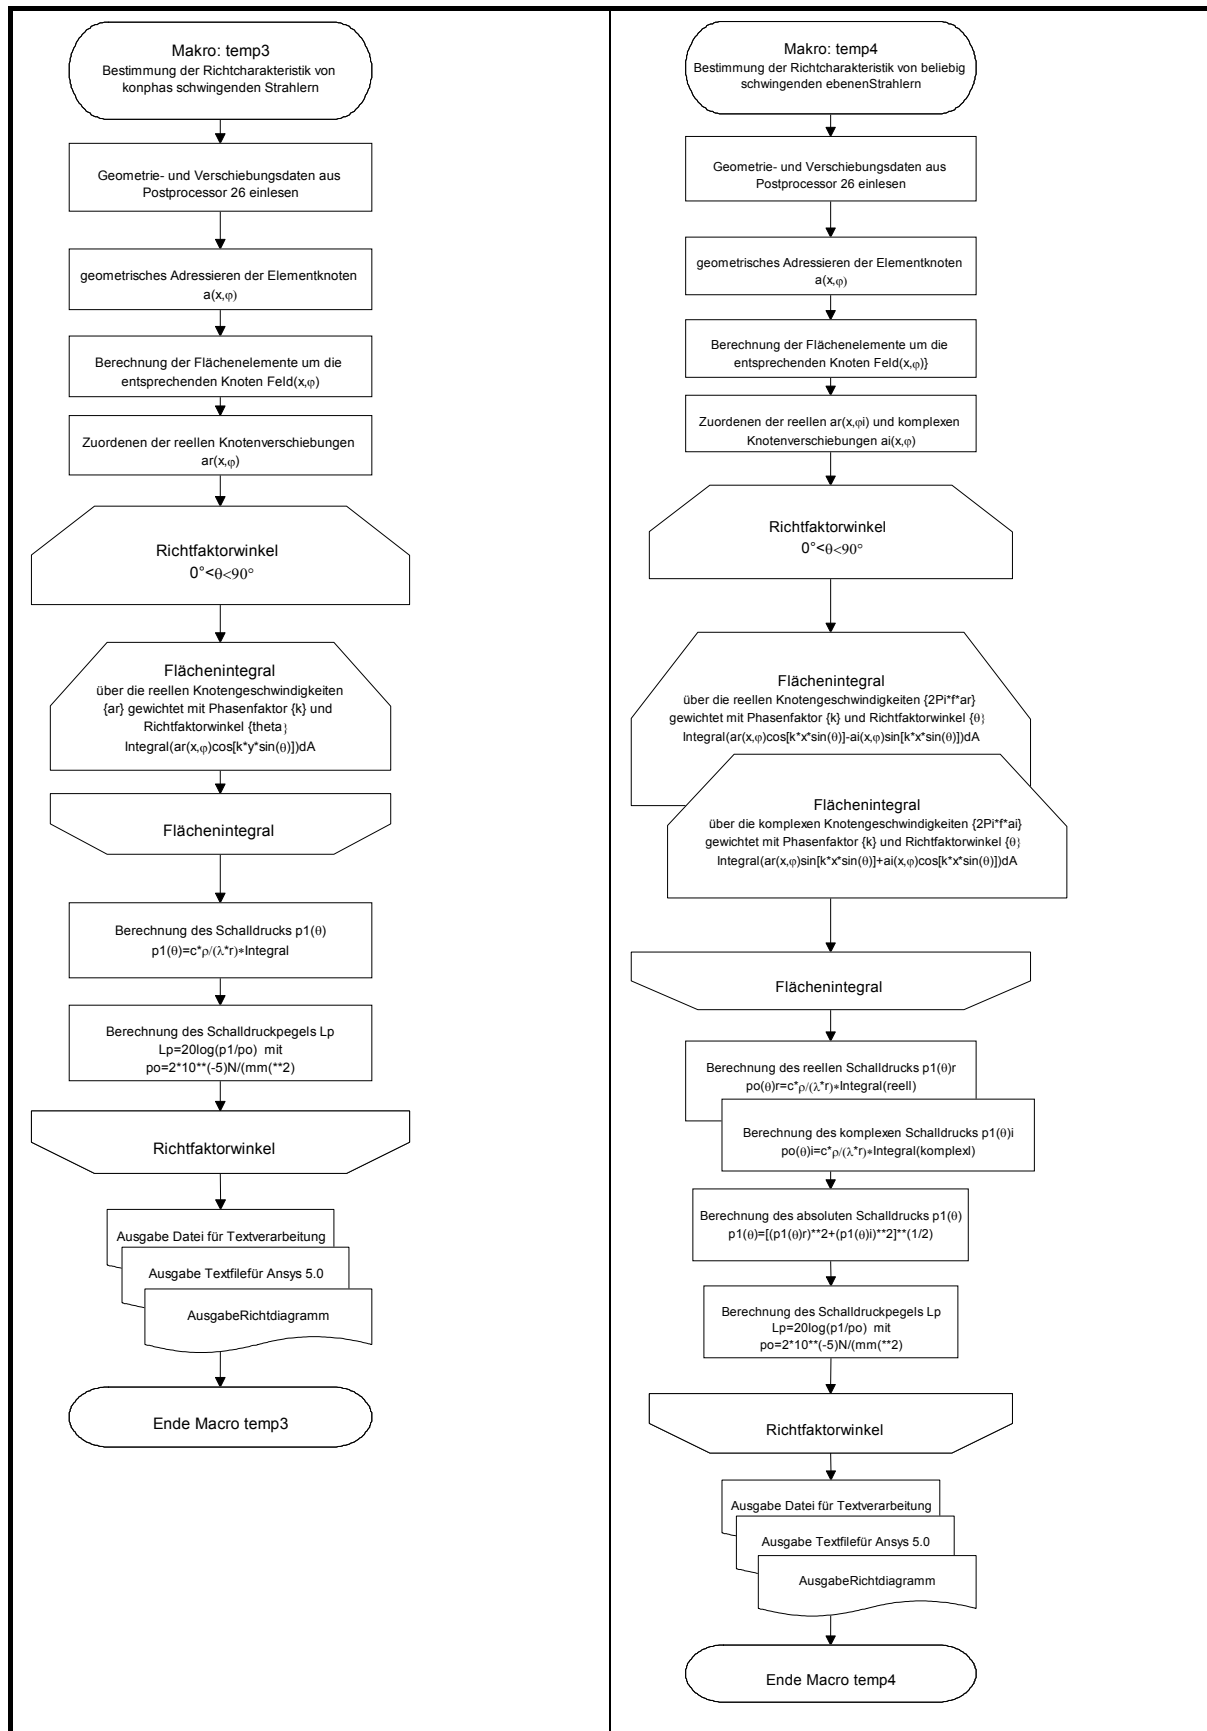 Makro: temp3
Bestimmung der Richtcharakteristik von
konphas schwingenden Strahlern
Geometrie- und Verschiebungsdaten aus
Postprocessor 26 einlesen
geometrisches Adressieren der Elementknoten
a(x,φ)
Berechnung der Flächenelemente um die
entsprechenden Knoten Feld(x,φ)
Zuordenen der reellen Knotenverschiebungen
ar(x,φ)
Richtfaktorwinkel
0°<θ<90°
Flächenintegral
über die reellen Knotengeschwindigkeiten
{ar} gewichtet mit Phasenfaktor {k} und
Richtfaktorwinkel {theta}
Integral(ar(x,φ)cos[k*y*sin(θ)])dA
Flächenintegral
Berechnung des Schalldrucks p1(θ)
p1(θ)=c*ρ/(λ*r)*Integral
Berechnung des Schalldruckpegels Lp
Lp=20log(p1/po) mit
po=2*10**(-5)N/(mm(**2)
Richtfaktorwinkel
Ausgabe Datei für Textverarbeitung
Ausgabe Textfilefür Ansys 5.0
AusgabeRichtdiagramm
Ende Macro temp3
Makro: temp4
Bestimmung der Richtcharakteristik von beliebig
schwingenden ebenenStrahlern
Geometrie- und Verschiebungsdaten aus
Postprocessor 26 einlesen
geometrisches Adressieren der Elementknoten
a(x,φ)
Berechnung der Flächenelemente um die
entsprechenden Knoten Feld(x,φ)}
Zuordenen der reellen ar(x,φi) und komplexen
Knotenverschiebungen ai(x,φ)
Richtfaktorwinkel
0°<θ<90°
Flächenintegral
über die reellen Knotengeschwindigkeiten {2Pi*f*ar}
gewichtet mit Phasenfaktor {k} und Richtfaktorwinkel {θ}
Integral(ar(x,φ)cos[k*x*sin(θ)]-ai(x,φ)sin[k*x*sin(θ)])dA
Flächenintegral
über die komplexen Knotengeschwindigkeiten {2Pi*f*ai}
gewichtet mit Phasenfaktor {k} und Richtfaktorwinkel {θ}
Integral(ar(x,φ)sin[k*x*sin(θ)]+ai(x,φ)cos[k*x*sin(θ)])dA
Flächenintegral
Berechnung des reellen Schalldrucks p1(θ)r
po(θ)r=c*ρ/(λ*r)*Integral(reell)
Berechnung des komplexen Schalldrucks p1(θ)i
po(θ)i=c*ρ/(λ*r)*Integral(komplexl)
Berechnung des absoluten Schalldrucks p1(θ)
p1(θ)=[(p1(θ)r)**2+(p1(θ)i)**2]**(1/2)
Berechnung des Schalldruckpegels Lp
Lp=20log(p1/po) mit
po=2*10**(-5)N/(mm(**2)
Richtfaktorwinkel
Ausgabe Datei für Textverarbeitung
Ausgabe Textfilefür Ansys 5.0
AusgabeRichtdiagramm
Ende Macro temp4